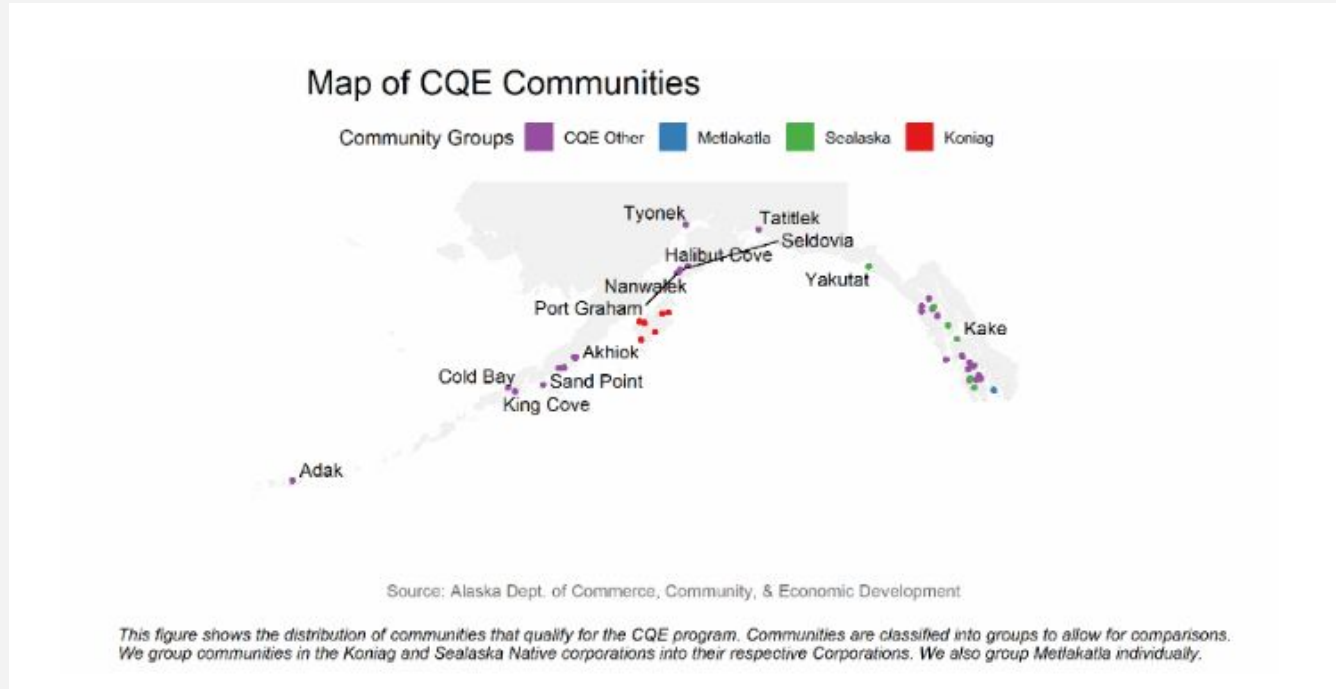 Map of CQE Communities
Community Groups CQE Other Metlakatla Sealaska Koniag
Tyonek
Tatitlek
Seldovia
Halibut Cove
Yakutat
Nanwalek
Port Graham
Kake
Akhiok
Cold Bay
Sand Point
King Cove
Adak
Source: Alaska Dept. of Commerce, Community, & Economic Development
This figure shows the distribution of communities that qualify for the CQE program. Communities are classified into groups to allow for comparisons.
We group communities in the Koniag and Sealaska Native corporations into their respective Corporations. We also group Metlakatla individually.